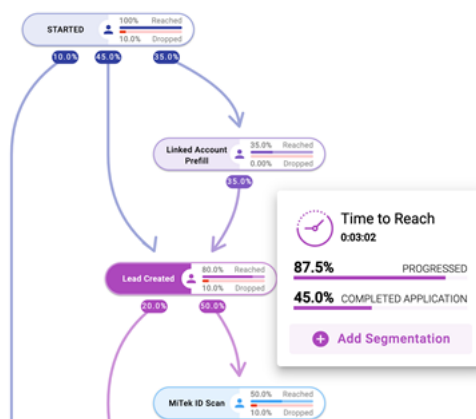 STARTED
100% Reached
10.0% Dropped
10.0% 45.0% 35.0%
Linked Account
Prefill
35.0% Reached
0.00% Dropped
35.0%
Time to Reach
0:03:02
87.5% PROGRESSED
45.0% COMPLETED APPLICATION
Add Segmentation
Lead Created
80.0% Reached
10.0% Dropped
20.0% 50.0%
MiTek ID Scan
50.0% Reached
10.0% Dropped